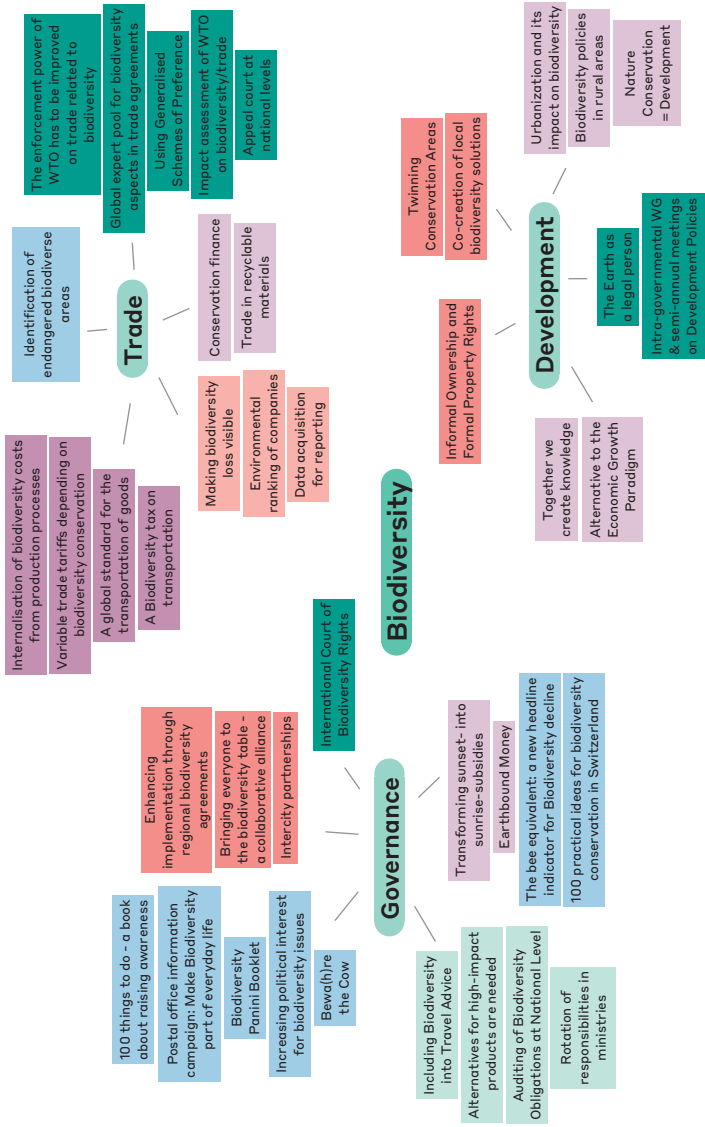 Biodiversity
Governance
100 things to do – a book
about raising awareness
Postal office information
campaign: Make Biodiversity
part of everyday life
Biodiversity
Panini Booklet
Increasing political interest
for biodiversity issues
Bewa(h)re
the Cow
Enhancing
implementation through
regional biodiversity
agreements
Bringing everyone to
the biodiversity table –
a collaborative alliance
Intercity partnerships
International Court of
Biodiversity Rights
Including Biodiversity
into Travel Advice
Alternatives for high-impact
products are needed
Auditing of Biodiversity
Obligations at National Level
Rotation of
responsibilities in
ministries
Transforming sunset- into
sunrise-subsidies
Earthbound Money
The bee equivalent: a new headline
indicator for Biodiversity decline
100 practical ideas for biodiversity
conservation in Switzerland
Trade
Internalisation of biodiversity costs
from production processes
Variable trade tariffs depending on
biodiversity conservation
A global standard for the
transportation of goods
A Biodiversity tax on
transportation
Identification of
endangered biodiverse
areas
The enforcement power of
WTO has to be improved
on trade related to
biodiversity
Global expert pool for biodiversity
aspects in trade agreements
Using Generalised
Schemes of Preference
Impact assessment of WTO
on biodiversity/trade
Appeal court at
national levels
Making biodiversity
loss visible
Environmental
ranking of companies
Data acquisition
for reporting
Conservation finance
Trade in recyclable
materials
Development
Informal Ownership and
Formal Property Rights
Twinning
Conservation Areas
Co-creation of local
biodiversity solutions
Urbanization and its
impact on biodiversity
Biodiversity policies
in rural areas
Nature
Conservation
= Development
Together we
create knowledge
Alternative to the
Economic Growth
Paradigm
The Earth as
a legal person
Intra-governmental WG
& semi-annual meetings
on Development Policies